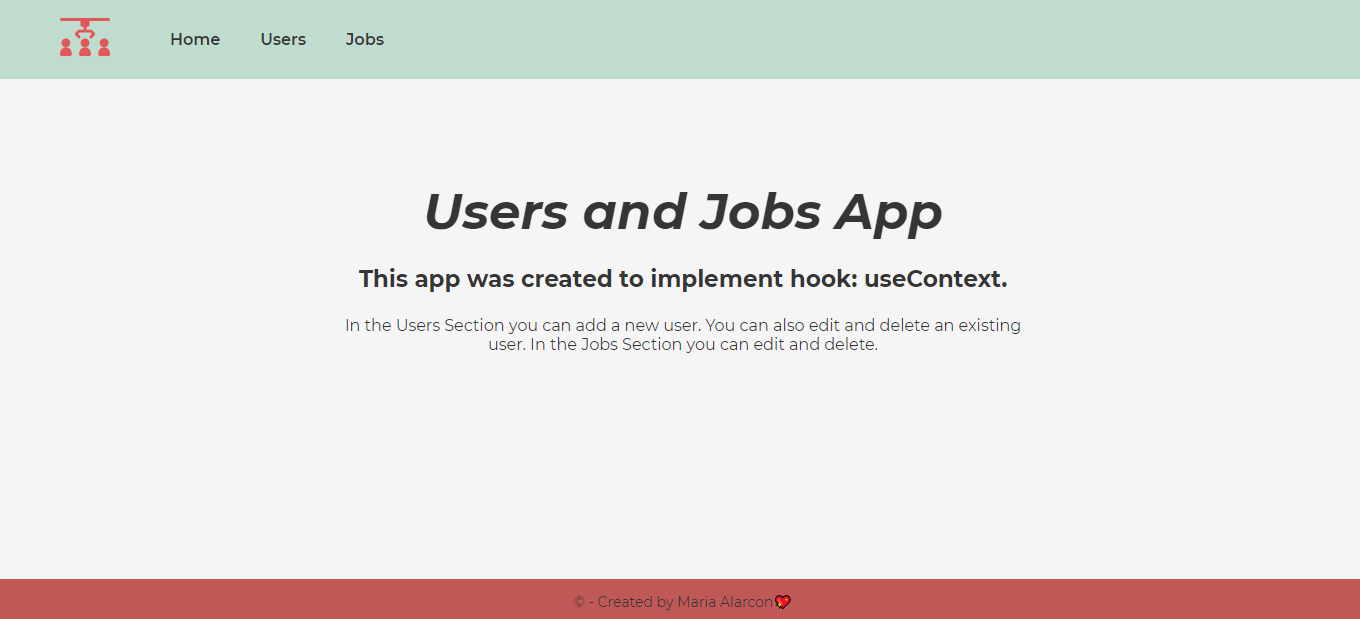 Home Users Jobs
Users and Jobs App
This app was created to implement hook: useContext.
In the Users Section you can add a new user. You can also edit and delete an existing
user. In the Jobs Section you can edit and delete.
© - Created by Maria Alarcon💖